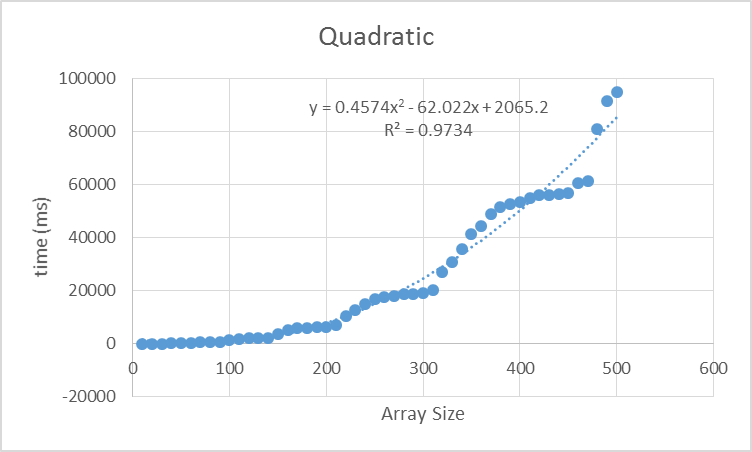 Quadratic
100000
80000
60000
40000
20000
0
-20000
y = 0.4574x² - 62.022x + 2065.2
R² = 0.9734
time (ms)
0 100 200 300 400 500 600
Array Size